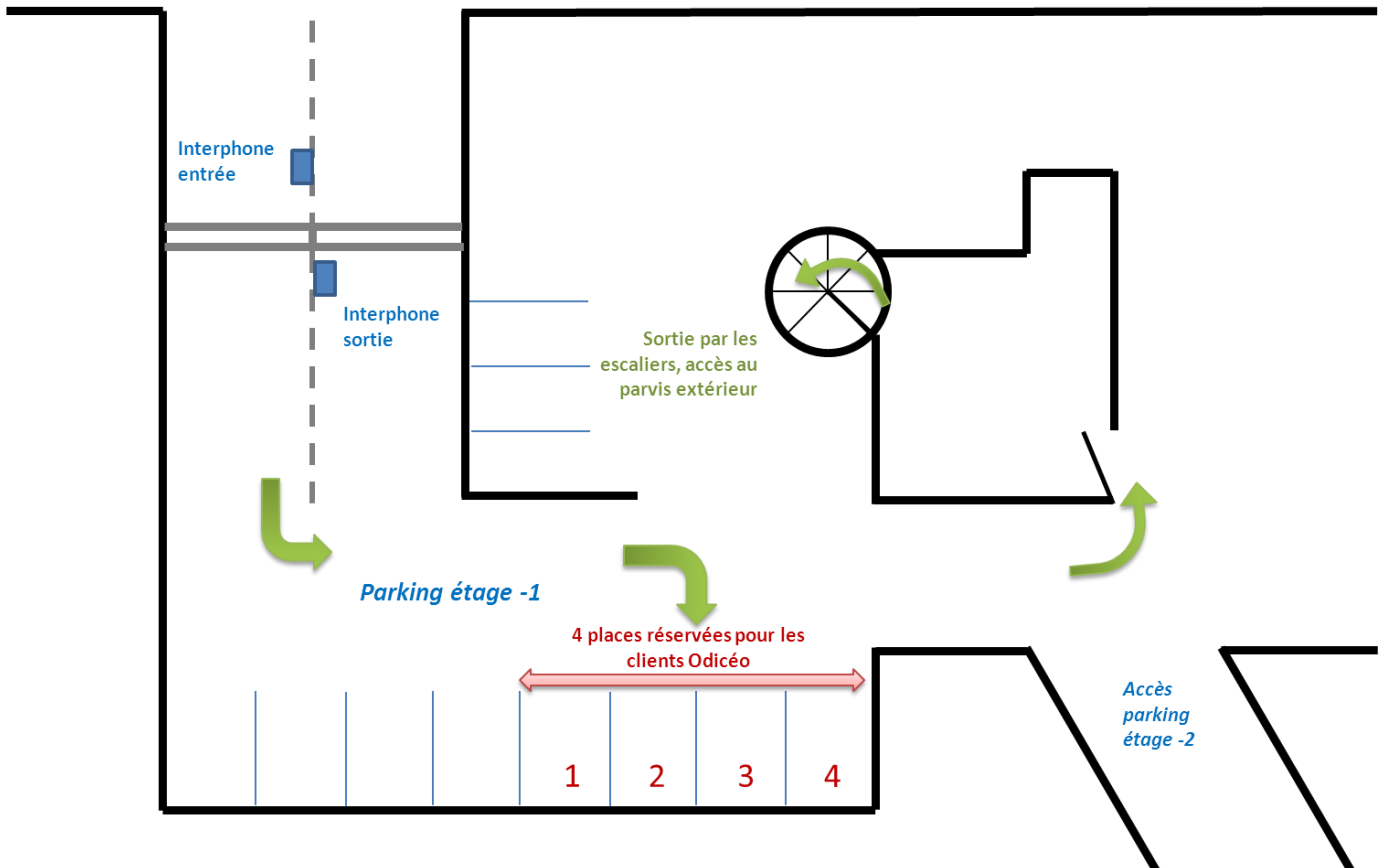 Interphone
entrée
Interphone
sortie
Sortie par les
escaliers, accès au
parvis extérieur
Parking étage -1
4 places réservées pour les
clients Odicéo
Accès
parking
étage -2
1 2 3 4